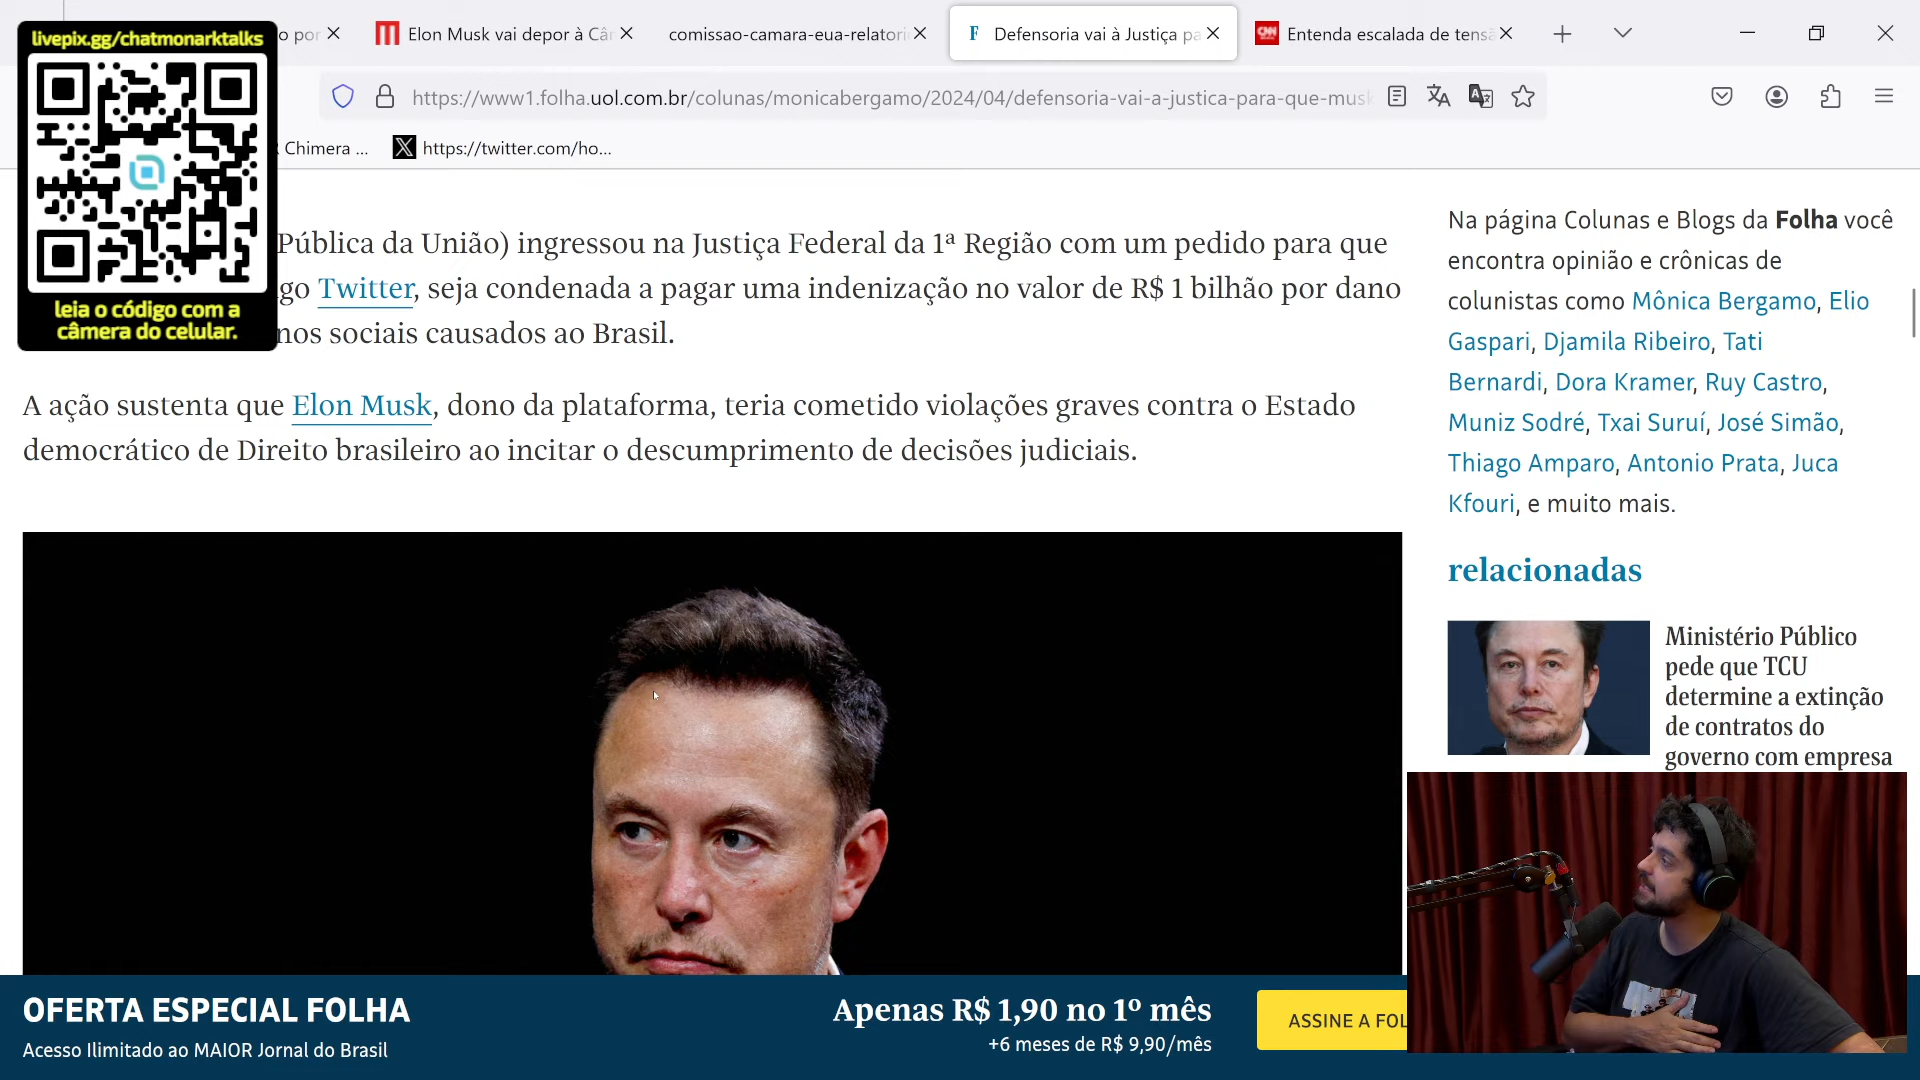 livepix.gg/chatmonarktalks
leia o código com a
câmera do celular.
o por
Elon Musk vai depor à Câr
comissao-camara-eua-relatori
Defensoria vai à Justiça pa
Entenda escalada de tens
https://www1.folha.uol.com.br/colunas/monicabergamo/2024/04/defensoria-vai-a-justica-para-que-musk
Chimera ...
https://twitter.com/ho...
Pública da União) ingressou na Justiça Federal da 1ª Região com um pedido para que
go Twitter, seja condenada a pagar uma indenização no valor de R$ 1 bilhão por dano
nos sociais causados ao Brasil.
A ação sustenta que Elon Musk, dono da plataforma, teria cometido violações graves contra o Estado
democrático de Direito brasileiro ao incitar o descumprimento de decisões judiciais.
Na página Colunas e Blogs da Folha você
encontra opinião e crônicas de
colunistas como Mônica Bergamo, Elio
Gaspari, Djamila Ribeiro, Tati
Bernardi, Dora Kramer, Ruy Castro,
Muniz Sodré, Txai Suruí, José Simão,
Thiago Amparo, Antonio Prata, Juca
Kfouri, e muito mais.
relacionadas
Ministério Público
pede que TCU
determine a extinção
de contratos do
governo com empresa
OFERTA ESPECIAL FOLHA
Acesso Ilimitado ao MAIOR Jornal do Brasil
Apenas R$ 1,90 no 1º mês
+6 meses de R$ 9,90/mês
ASSINE A FOL